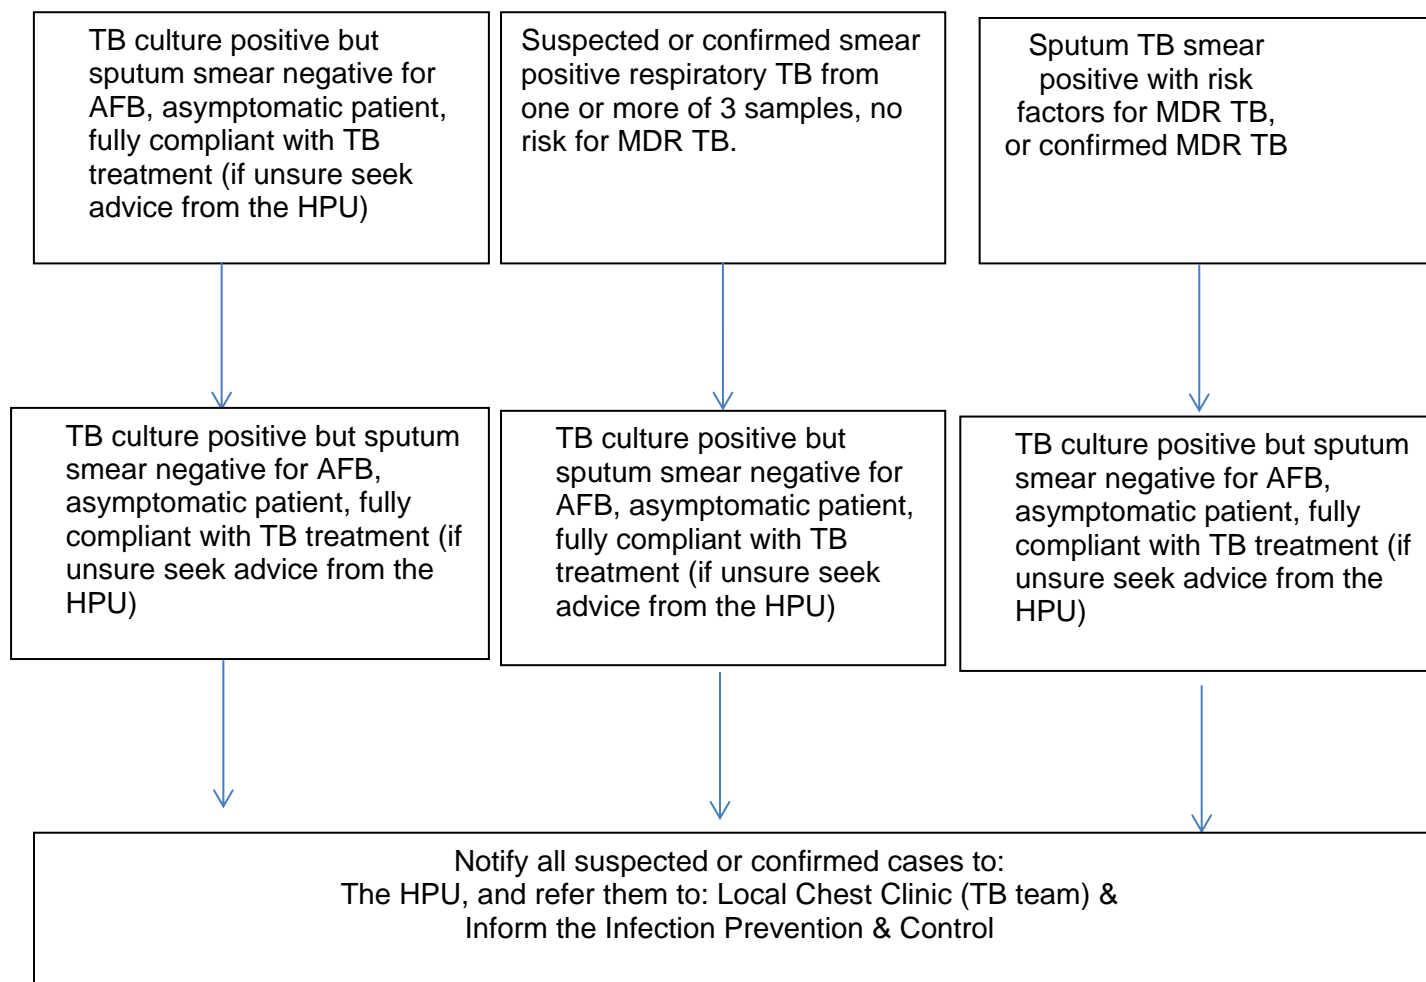 TB culture positive but
sputum smear negative for
AFB, asymptomatic patient,
fully compliant with TB
treatment (if unsure seek
advice from the HPU)
Suspected or confirmed smear
positive respiratory TB from
one or more of 3 samples, no
risk for MDR TB.
Sputum TB smear
positive with risk
factors for MDR TB,
or confirmed MDR TB
TB culture positive but sputum
smear negative for AFB,
asymptomatic patient, fully
compliant with TB treatment (if
unsure seek advice from the
HPU)
TB culture positive but
sputum smear negative for
AFB, asymptomatic patient,
fully compliant with TB
treatment (if unsure seek
advice from the HPU)
TB culture positive but sputum
smear negative for AFB,
asymptomatic patient, fully
compliant with TB treatment (if
unsure seek advice from the
HPU)
Notify all suspected or confirmed cases to:
The HPU, and refer them to: Local Chest Clinic (TB team) &
Inform the Infection Prevention & Control